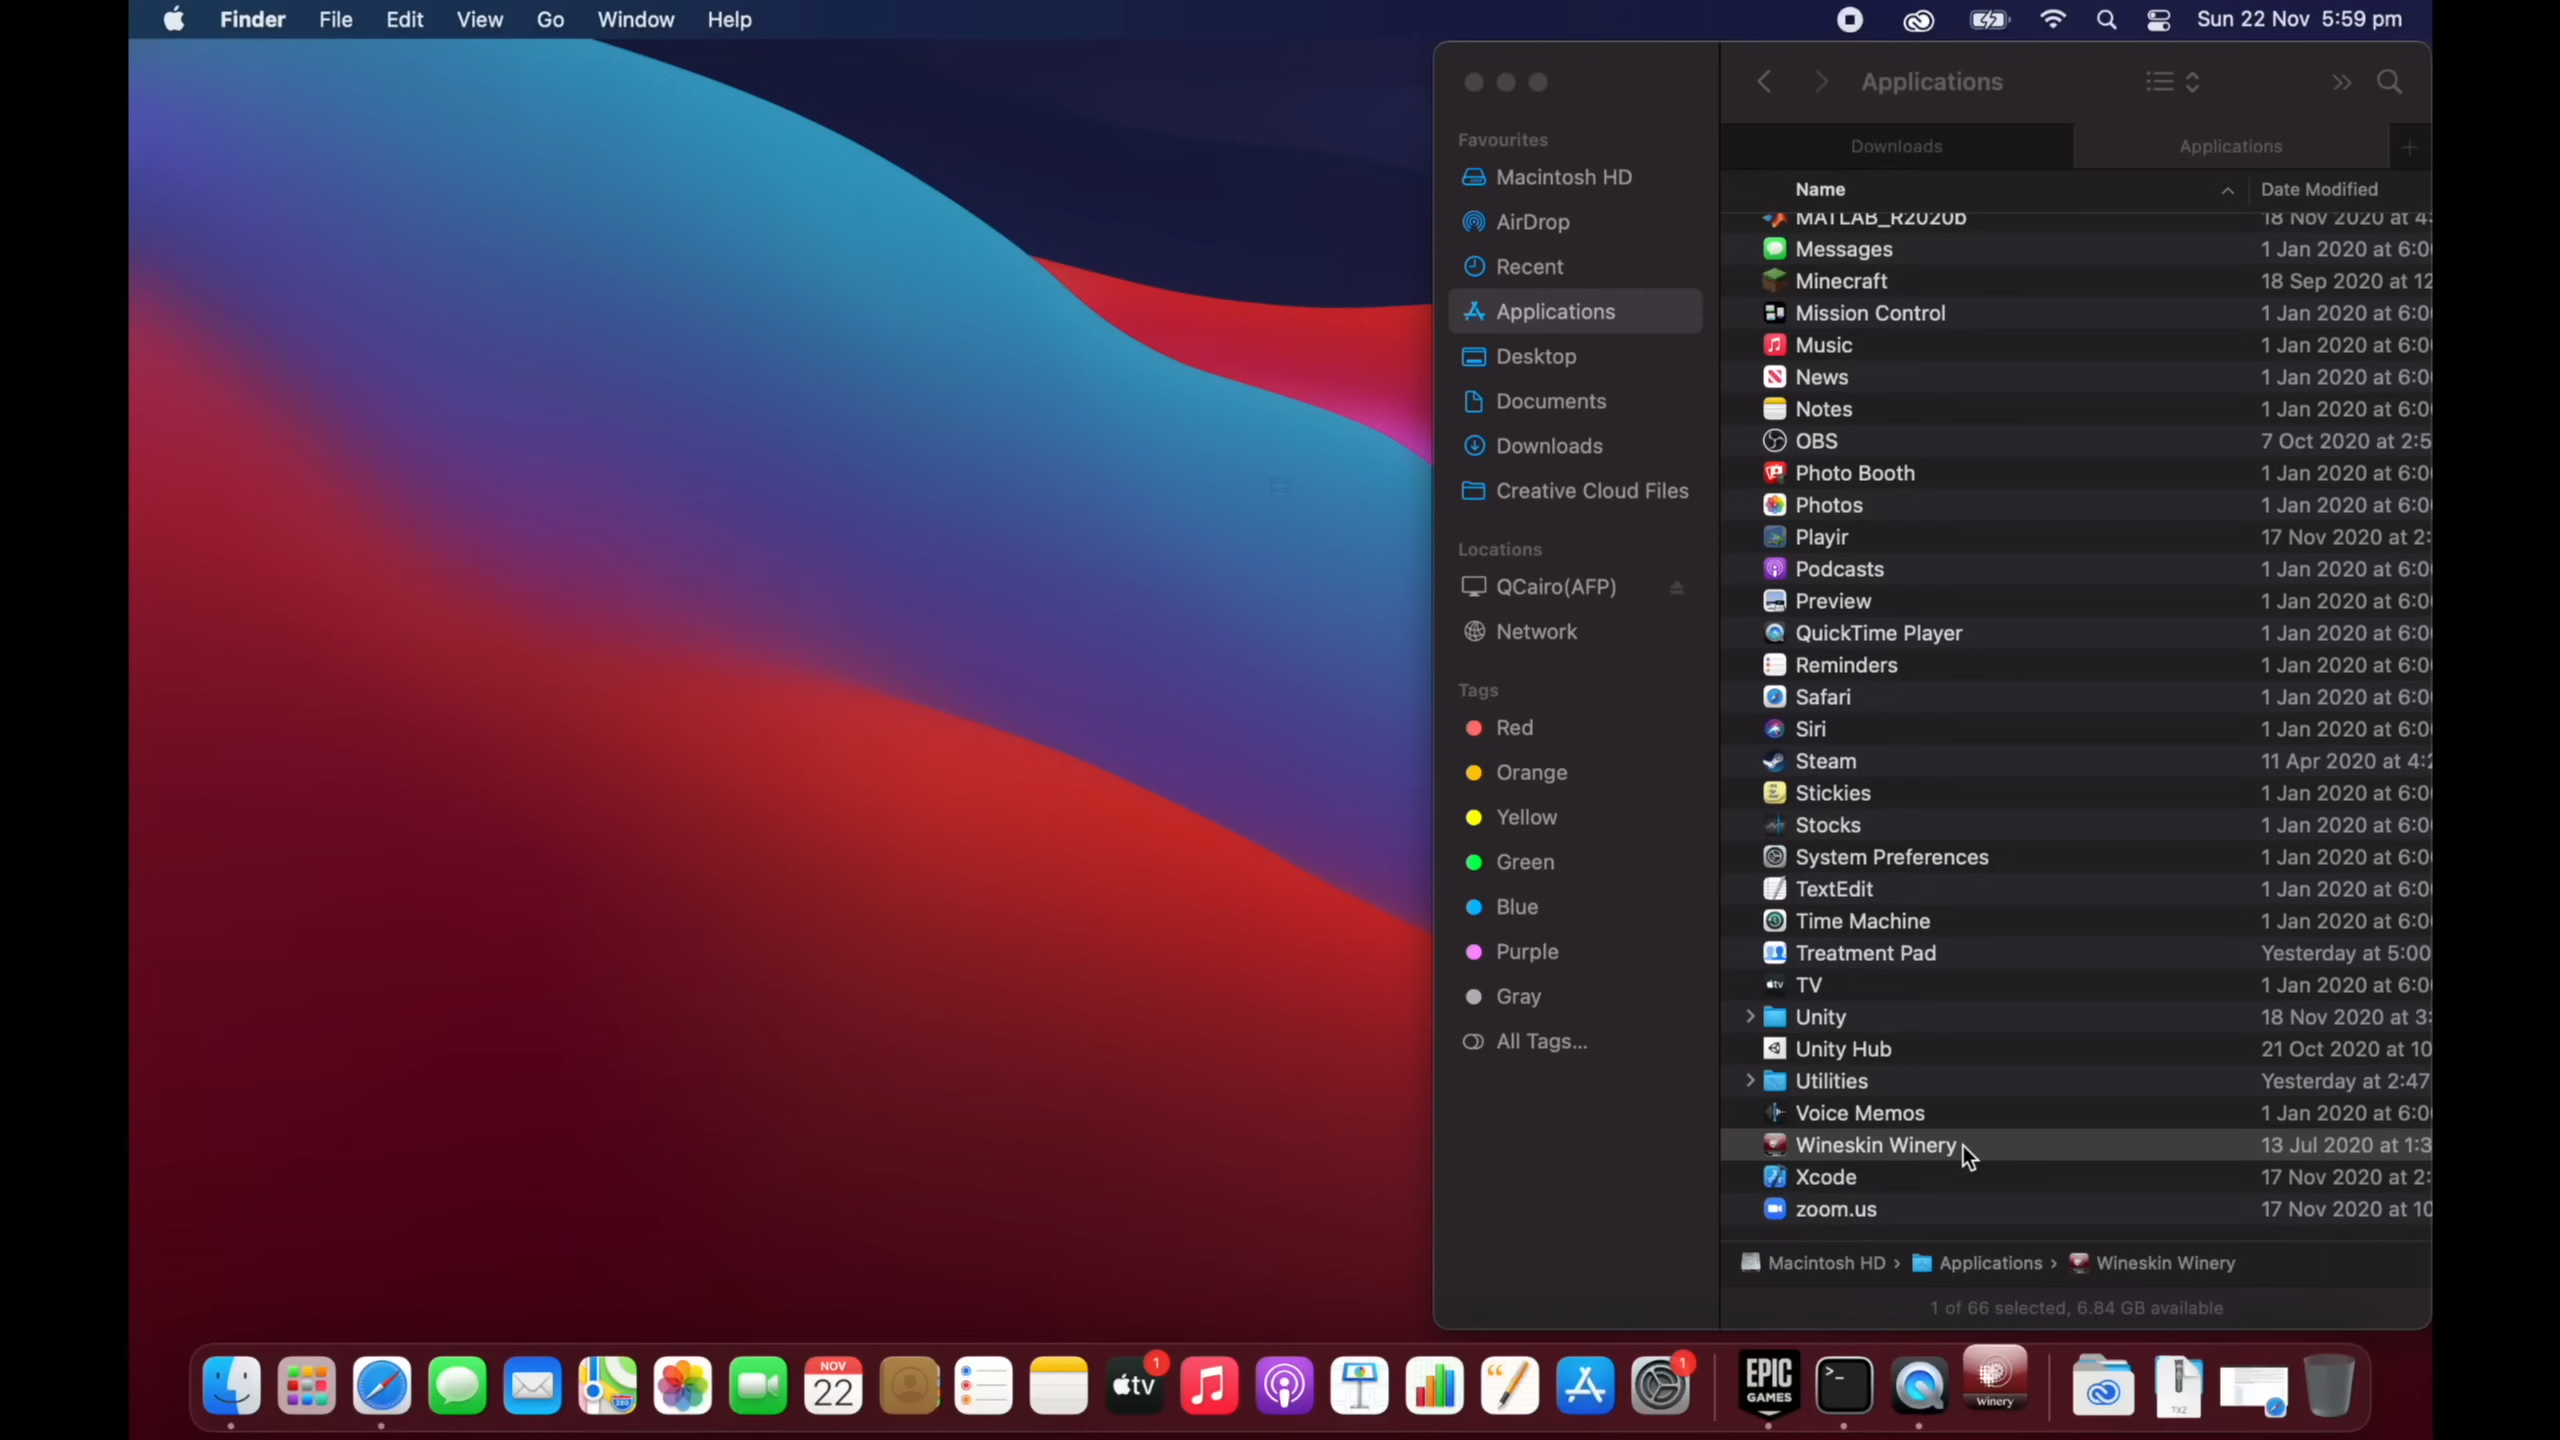 Finder File Edit View Go Window Help Sun 22 Nov 5:59 pm
Applications
Favourites
Macintosh HD
AirDrop
Recent
Applications
Desktop
Documents
Downloads
Creative Cloud Files
Locations
QCairo(AFP)
Network
Tags
Red
Orange
Yellow
Green
Blue
Purple
Gray
All Tags...
Downloads Applications
Name Date Modified
MATLAB_R2020b 18 Nov 2020 at 4:
Messages 1 Jan 2020 at 6:0
Minecraft 18 Sep 2020 at 12
Mission Control 1 Jan 2020 at 6:0
Music 1 Jan 2020 at 6:0
News 1 Jan 2020 at 6:0
Notes 1 Jan 2020 at 6:0
OBS 7 Oct 2020 at 2:5
Photo Booth 1 Jan 2020 at 6:0
Photos 1 Jan 2020 at 6:0
Playir 17 Nov 2020 at 2:
Podcasts 1 Jan 2020 at 6:0
Preview 1 Jan 2020 at 6:0
QuickTime Player 1 Jan 2020 at 6:0
Reminders 1 Jan 2020 at 6:0
Safari 1 Jan 2020 at 6:0
Siri 1 Jan 2020 at 6:0
Steam 11 Apr 2020 at 4:2
Stickies 1 Jan 2020 at 6:0
Stocks 1 Jan 2020 at 6:0
System Preferences 1 Jan 2020 at 6:0
TextEdit 1 Jan 2020 at 6:0
Time Machine 1 Jan 2020 at 6:0
Treatment Pad Yesterday at 5:00
TV 1 Jan 2020 at 6:0
Unity 18 Nov 2020 at 3:
Unity Hub 21 Oct 2020 at 10
Utilities Yesterday at 2:47
Voice Memos 1 Jan 2020 at 6:0
Wineskin Winery 13 Jul 2020 at 1:3
Xcode 17 Nov 2020 at 2:
zoom.us 17 Nov 2020 at 10
Macintosh HD › Applications › Wineskin Winery
1 of 66 selected, 6.84 GB available
NOV
22
tv
1
1
EPIC
GAMES
Winery
TXZ